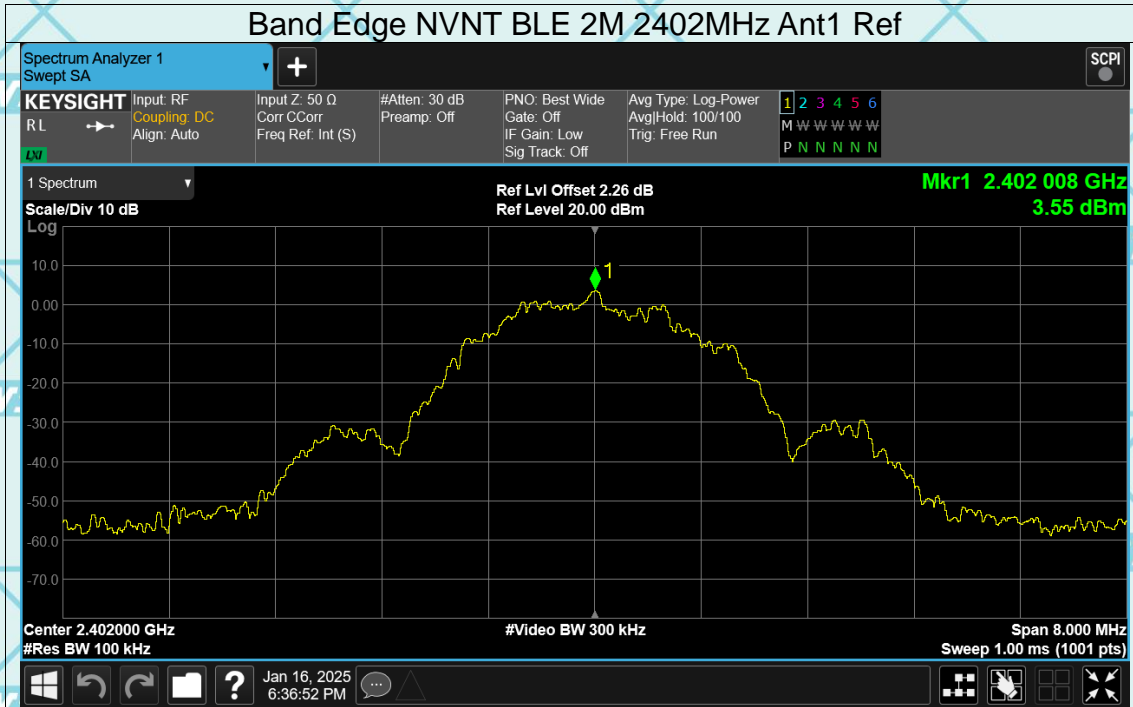 Band Edge NVNT BLE 2M 2402MHz Ant1 Ref
Spectrum Analyzer 1
Swept SA
+
SCPI
KEYSIGHT
RL
LXI
Input: RF
Coupling: DC
Align: Auto
Input Z: 50 Ω
Corr CCorr
Freq Ref: Int (S)
#Atten: 30 dB
Preamp: Off
PNO: Best Wide
Gate: Off
IF Gain: Low
Sig Track: Off
Avg Type: Log-Power
Avg|Hold: 100/100
Trig: Free Run
1 2 3 4 5 6
M W W W W W
P N N N N N
1 Spectrum
Scale/Div 10 dB
Ref Lvl Offset 2.26 dB
Ref Level 20.00 dBm
Mkr1 2.402 008 GHz
3.55 dBm
Log
1
10.0
0.00
-10.0
-20.0
-30.0
-40.0
-50.0
-60.0
-70.0
Center 2.402000 GHz
#Video BW 300 kHz
Span 8.000 MHz
#Res BW 100 kHz
Sweep 1.00 ms (1001 pts)
?
Jan 16, 2025
6:36:52 PM